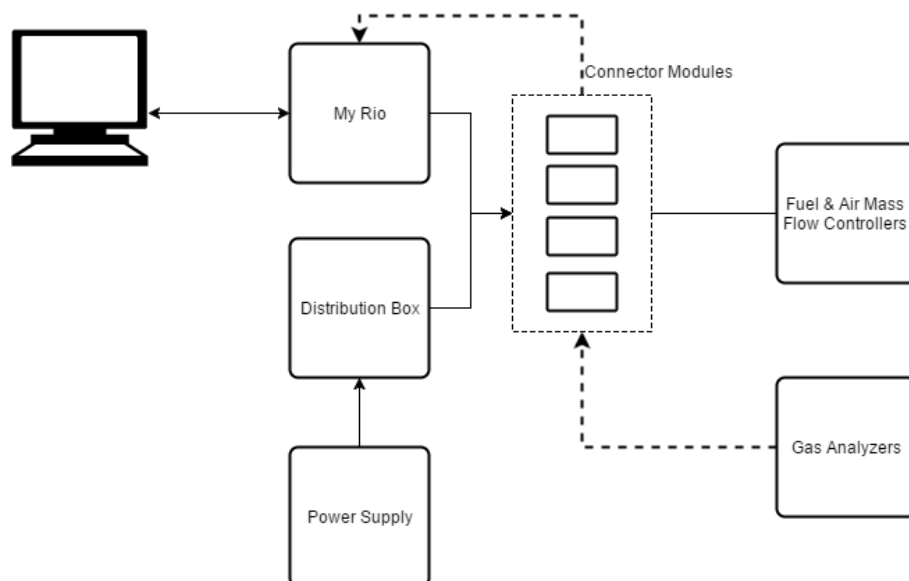 Connector Modules
My Rio
Fuel & Air Mass
Flow Controllers
Distribution Box
Gas Analyzers
Power Supply